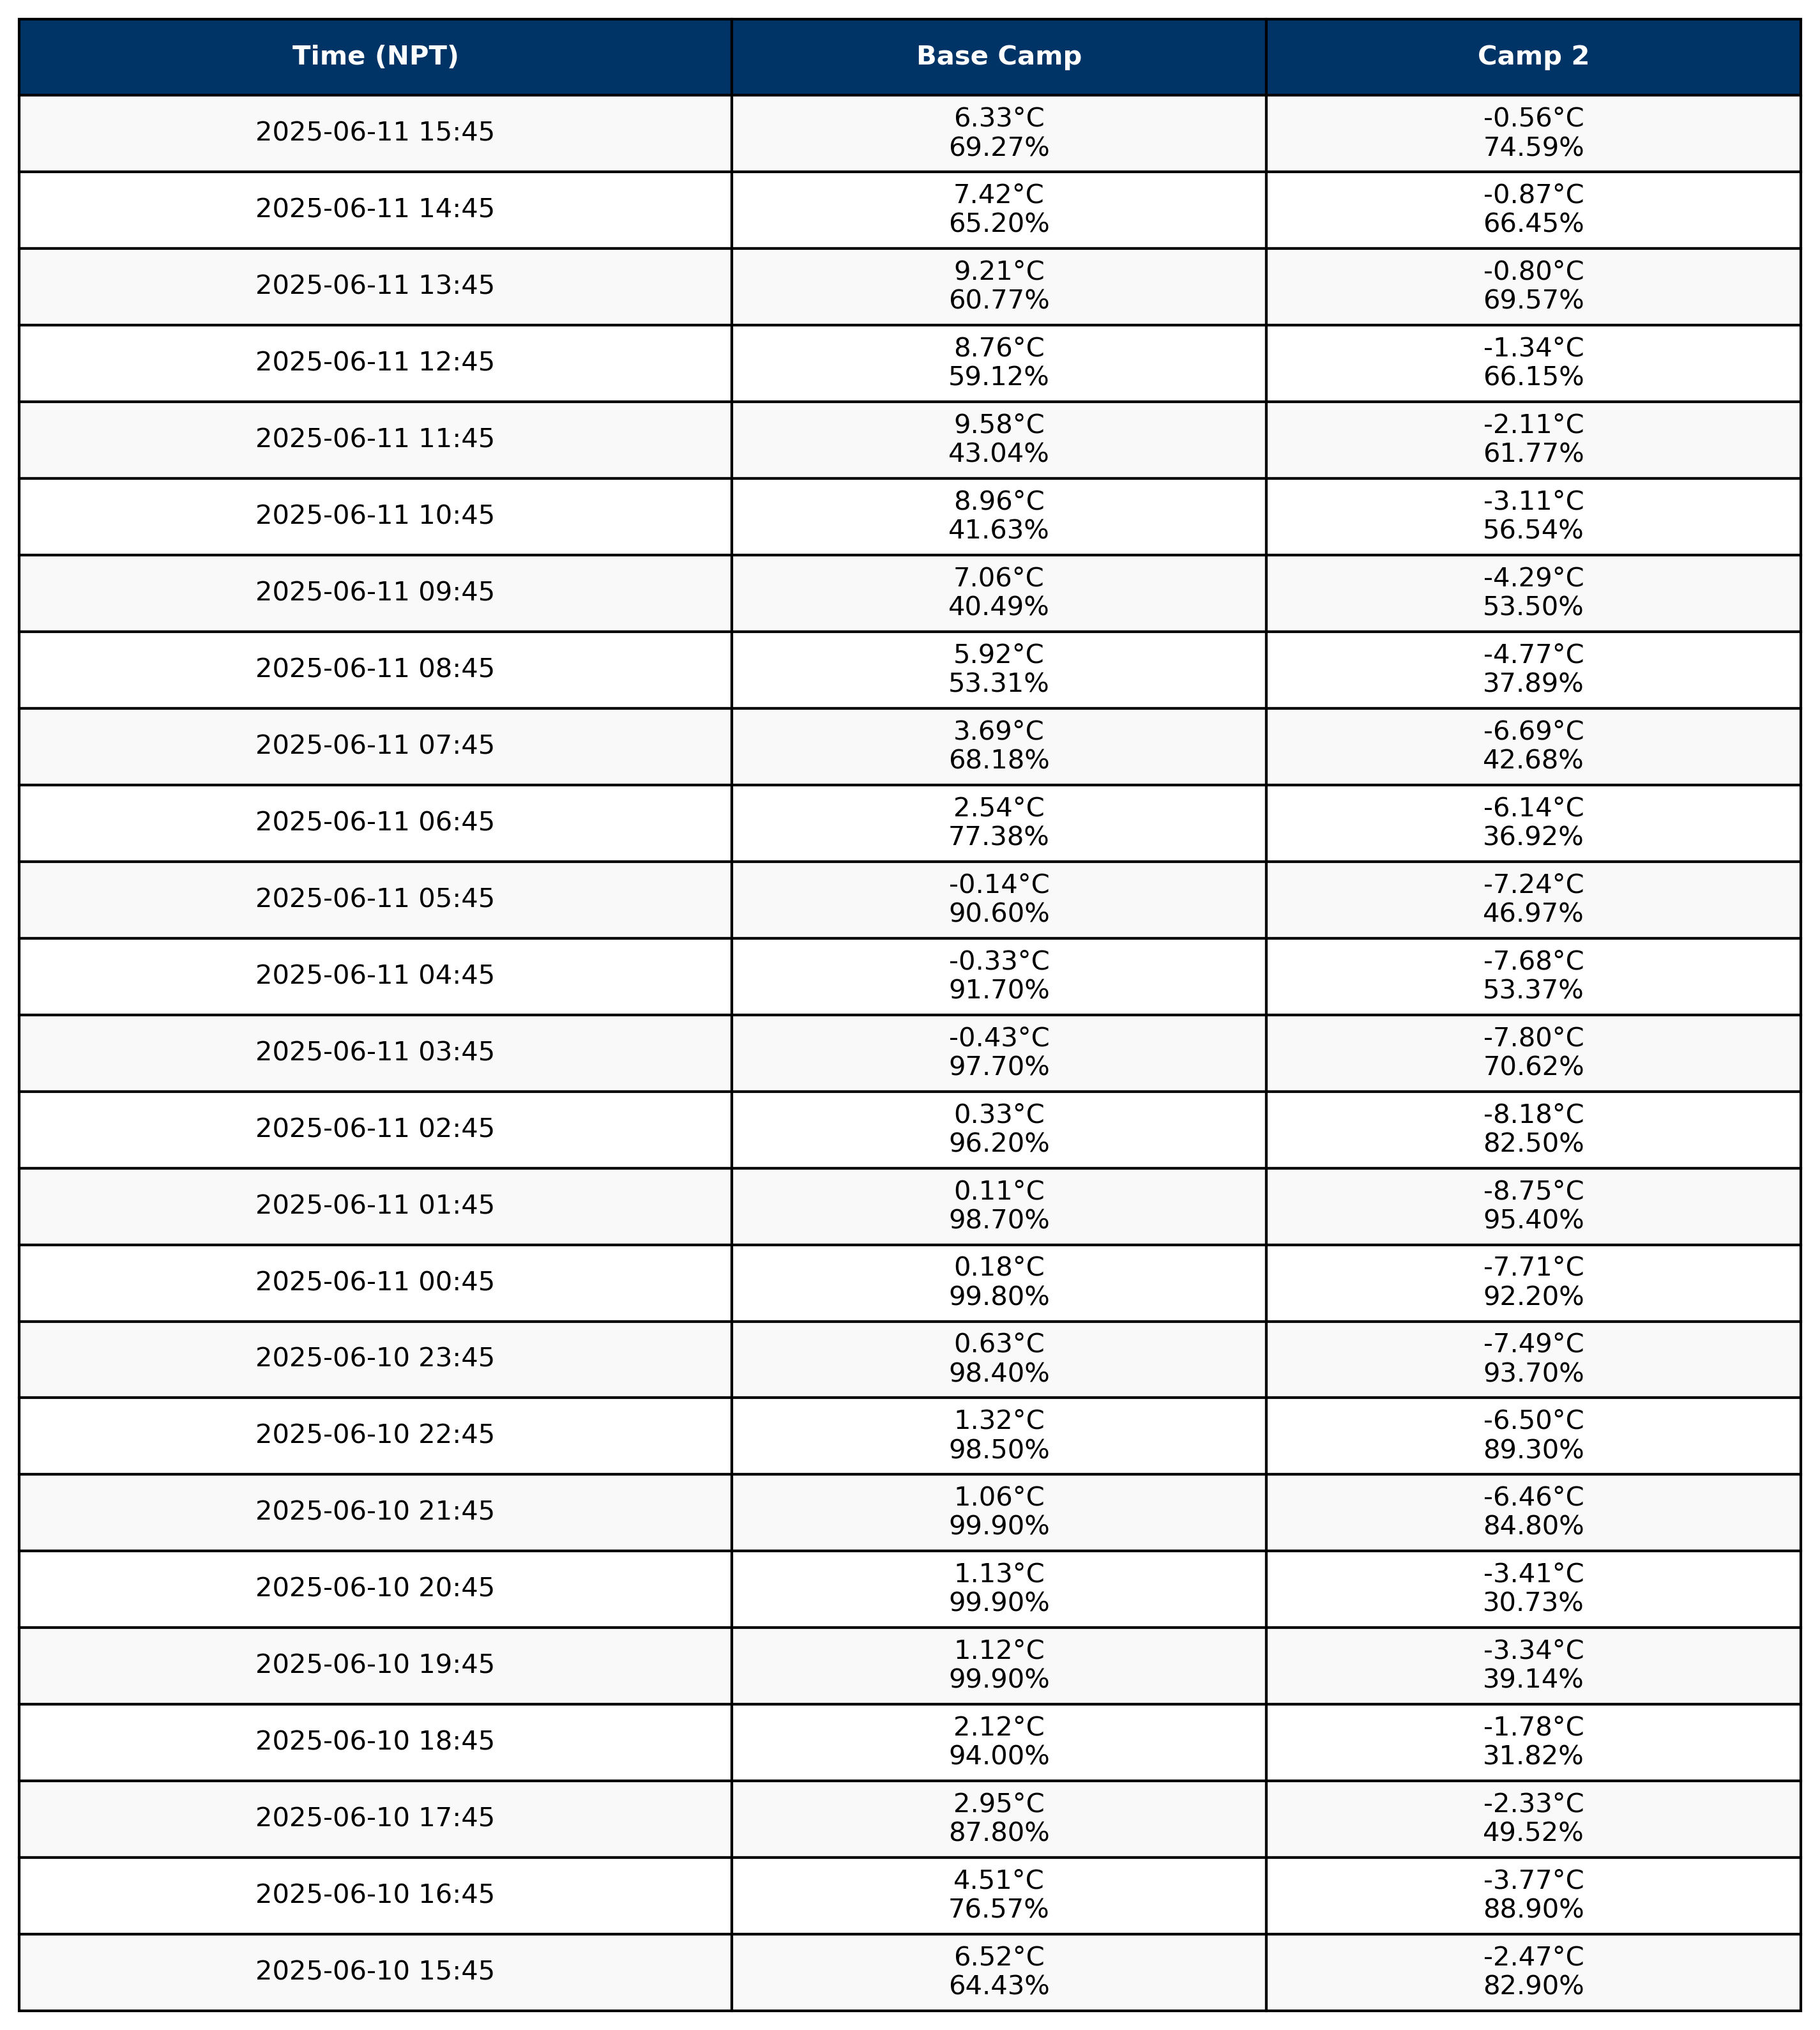 Time (NPT) Base Camp Camp 2
2025-06-11 15:45 6.33°C -0.56°C
69.27% 74.59%
2025-06-11 14:45 7.42°C -0.87°C
65.20% 66.45%
2025-06-11 13:45 9.21°C -0.80°C
60.77% 69.57%
2025-06-11 12:45 8.76°C -1.34°C
59.12% 66.15%
2025-06-11 11:45 9.58°C -2.11°C
43.04% 61.77%
2025-06-11 10:45 8.96°C -3.11°C
41.63% 56.54%
2025-06-11 09:45 7.06°C -4.29°C
40.49% 53.50%
2025-06-11 08:45 5.92°C -4.77°C
53.31% 37.89%
2025-06-11 07:45 3.69°C -6.69°C
68.18% 42.68%
2025-06-11 06:45 2.54°C -6.14°C
77.38% 36.92%
2025-06-11 05:45 -0.14°C -7.24°C
90.60% 46.97%
2025-06-11 04:45 -0.33°C -7.68°C
91.70% 53.37%
2025-06-11 03:45 -0.43°C -7.80°C
97.70% 70.62%
2025-06-11 02:45 0.33°C -8.18°C
96.20% 82.50%
2025-06-11 01:45 0.11°C -8.75°C
98.70% 95.40%
2025-06-11 00:45 0.18°C -7.71°C
99.80% 92.20%
2025-06-10 23:45 0.63°C -7.49°C
98.40% 93.70%
2025-06-10 22:45 1.32°C -6.50°C
98.50% 89.30%
2025-06-10 21:45 1.06°C -6.46°C
99.90% 84.80%
2025-06-10 20:45 1.13°C -3.41°C
99.90% 30.73%
2025-06-10 19:45 1.12°C -3.34°C
99.90% 39.14%
2025-06-10 18:45 2.12°C -1.78°C
94.00% 31.82%
2025-06-10 17:45 2.95°C -2.33°C
87.80% 49.52%
2025-06-10 16:45 4.51°C -3.77°C
76.57% 88.90%
2025-06-10 15:45 6.52°C -2.47°C
64.43% 82.90%